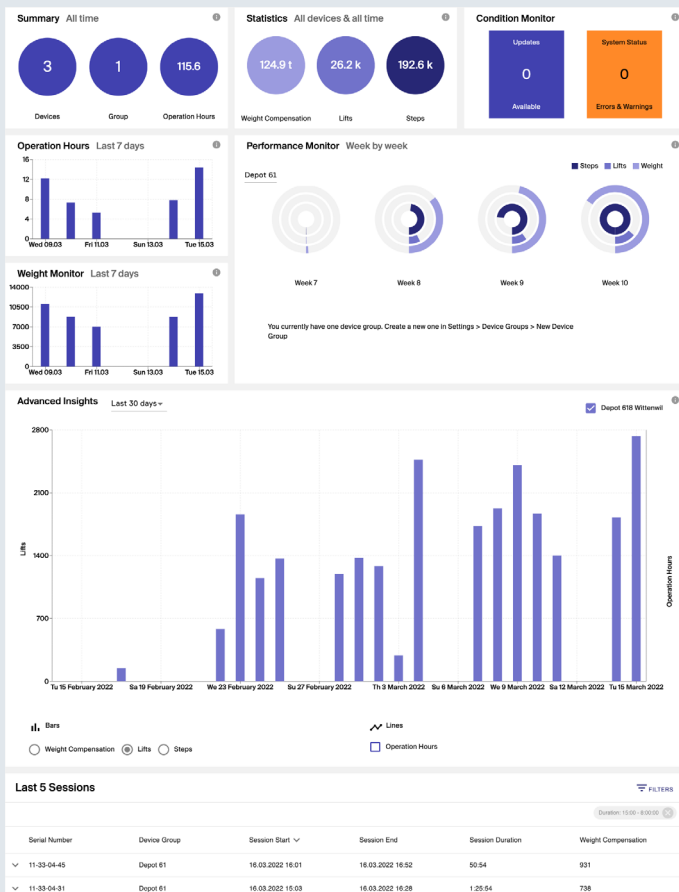 Summary All time
3
1
115.6
Devices
Group
Operation Hours
Statistics All devices & all time
124.9 t
26.2 k
192.6 k
Weight Compensation
Lifts
Steps
Condition Monitor
Updates
0
Available
System Status
0
Errors & Warnings
Operation Hours Last 7 days
16
12
8
4
0
Wed 09.03 Fri 11.03 Sun 13.03 Tue 15.03
Performance Monitor Week by week
Steps Lifts Weight
Depot 61
Week 7 Week 8 Week 9 Week 10
You currently have one device group. Create a new one in Settings > Device Groups > New Device
Group
Weight Monitor Last 7 days
14000
10500
7000
3500
0
Wed 09.03 Fri 11.03 Sun 13.03 Tue 15.03
Advanced Insights Last 30 days
Depot 618 Wittenwil
2800
2100
1400
700
0
Lifts
Operation Hours
Tu 15 February 2022 Sa 19 February 2022 We 23 February 2022 Su 27 February 2022 Th 3 March 2022 Su 6 March 2022 We 9 March 2022 Sa 12 March 2022 Tu 15 March 2022
Bars
Weight Compensation Lifts Steps
Lines
Operation Hours
Last 5 Sessions
FILTERS
Duration: 10:00 - 8:00:00
Serial Number Device Group Session Start Session End Session Duration Weight Compensation
11-33-04-45 Depot 61 16.03.2022 16:01 16.03.2022 16:52 50:54 931
11-33-04-31 Depot 61 16.03.2022 15:03 16.03.2022 16:28 1:25:54 738